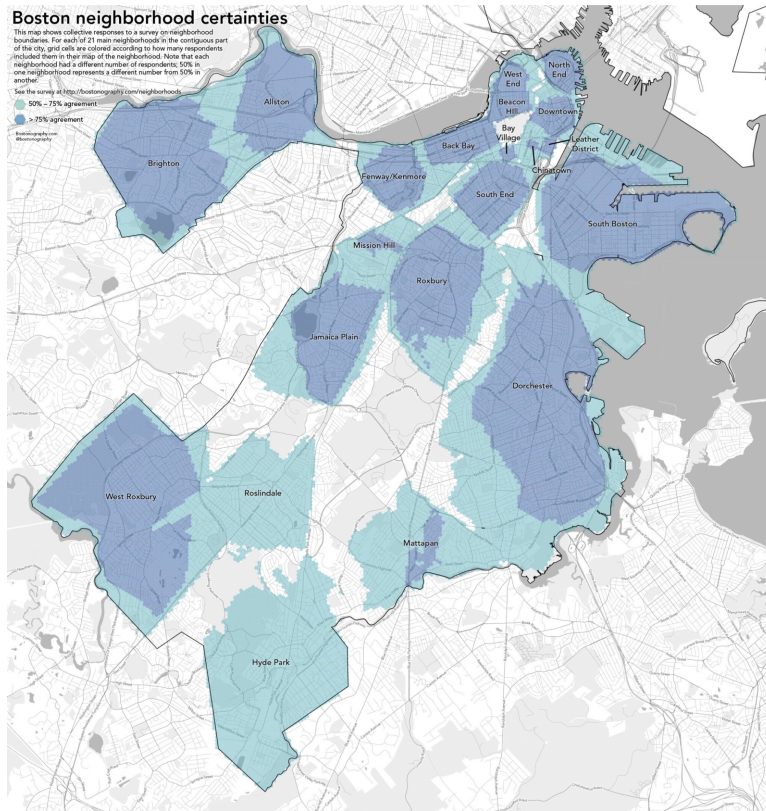 Boston neighborhood certainties
This map shows collective responses to a survey on neighborhood
boundaries. For each of 21 main neighborhoods in the contiguous part
of the city, grid cells are colored according to how many respondents
included them in their map of the neighborhood. Note that each
neighborhood had a different number of respondents; 50% in
one neighborhood represents a different number from 50% in
another.
See the survey at http://bostonography.com/neighborhoods
50% – 75% agreement
> 75% agreement
Bostonography.com
@bostonography
North
End
West
End
Allston
Beacon
Hill
Downtown
Bay
Village
Leather
District
Back Bay
Brighton
Chinatown
Fenway/Kenmore
South End
South Boston
Mission Hill
Roxbury
Jamaica Plain
Dorchester
West Roxbury
Roslindale
Mattapan
Hyde Park